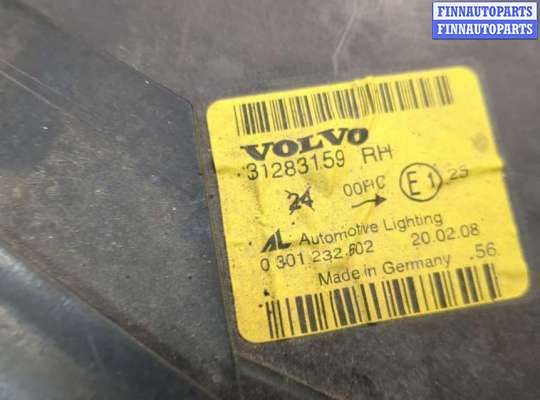 FINNAUTOPARTS
FINNAUTOPARTS
VOLVO
31283159 RH
24 00RIC E1 25
AL Automotive Lighting
0 301 232 602 20.02.08
Made in Germany .56